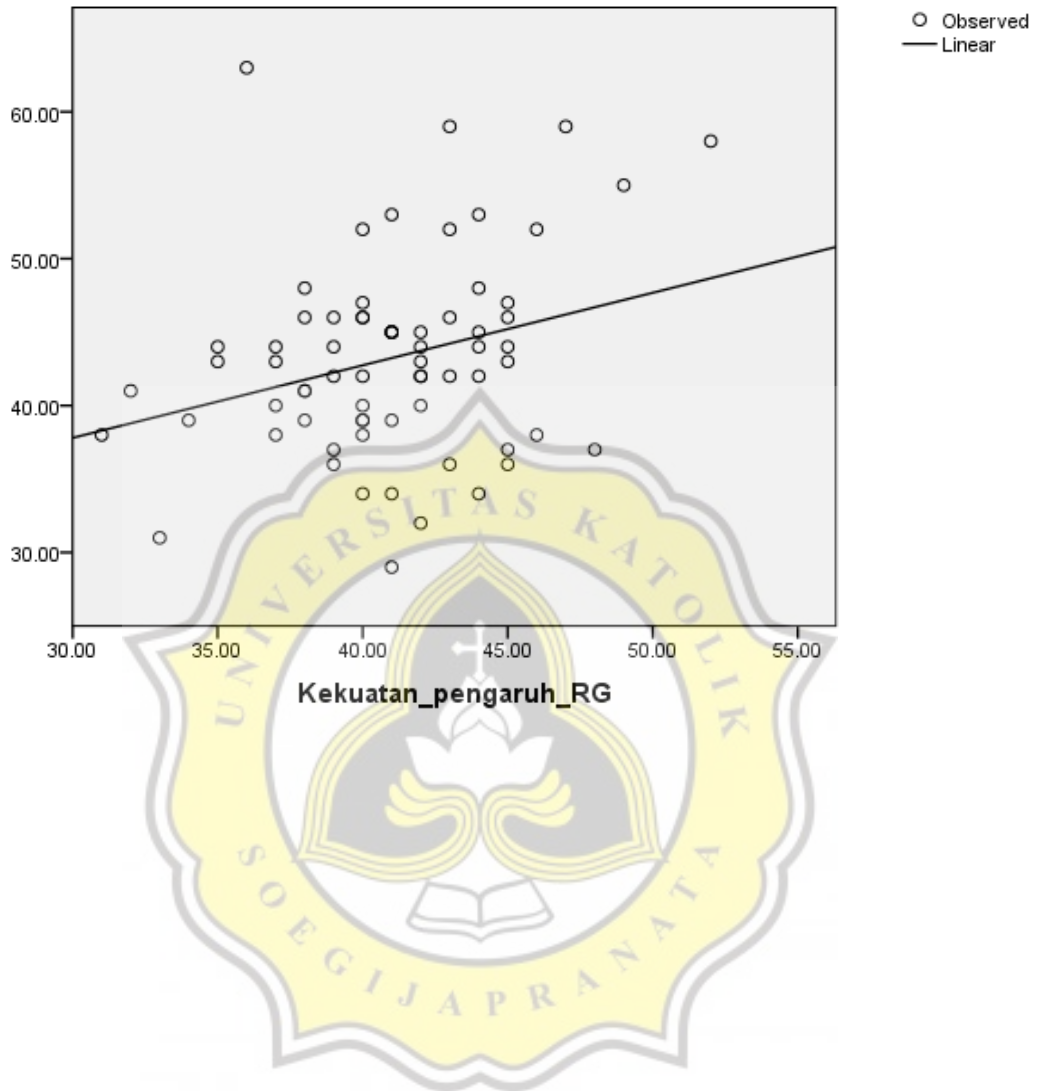 Observed
Linear
60.00
50.00
40.00
30.00
30.00 35.00 40.00 45.00 50.00 55.00
Kekuatan_pengaruh_RG
UNIVERSITAS KATOLIK
SOEGIJAPRANATA